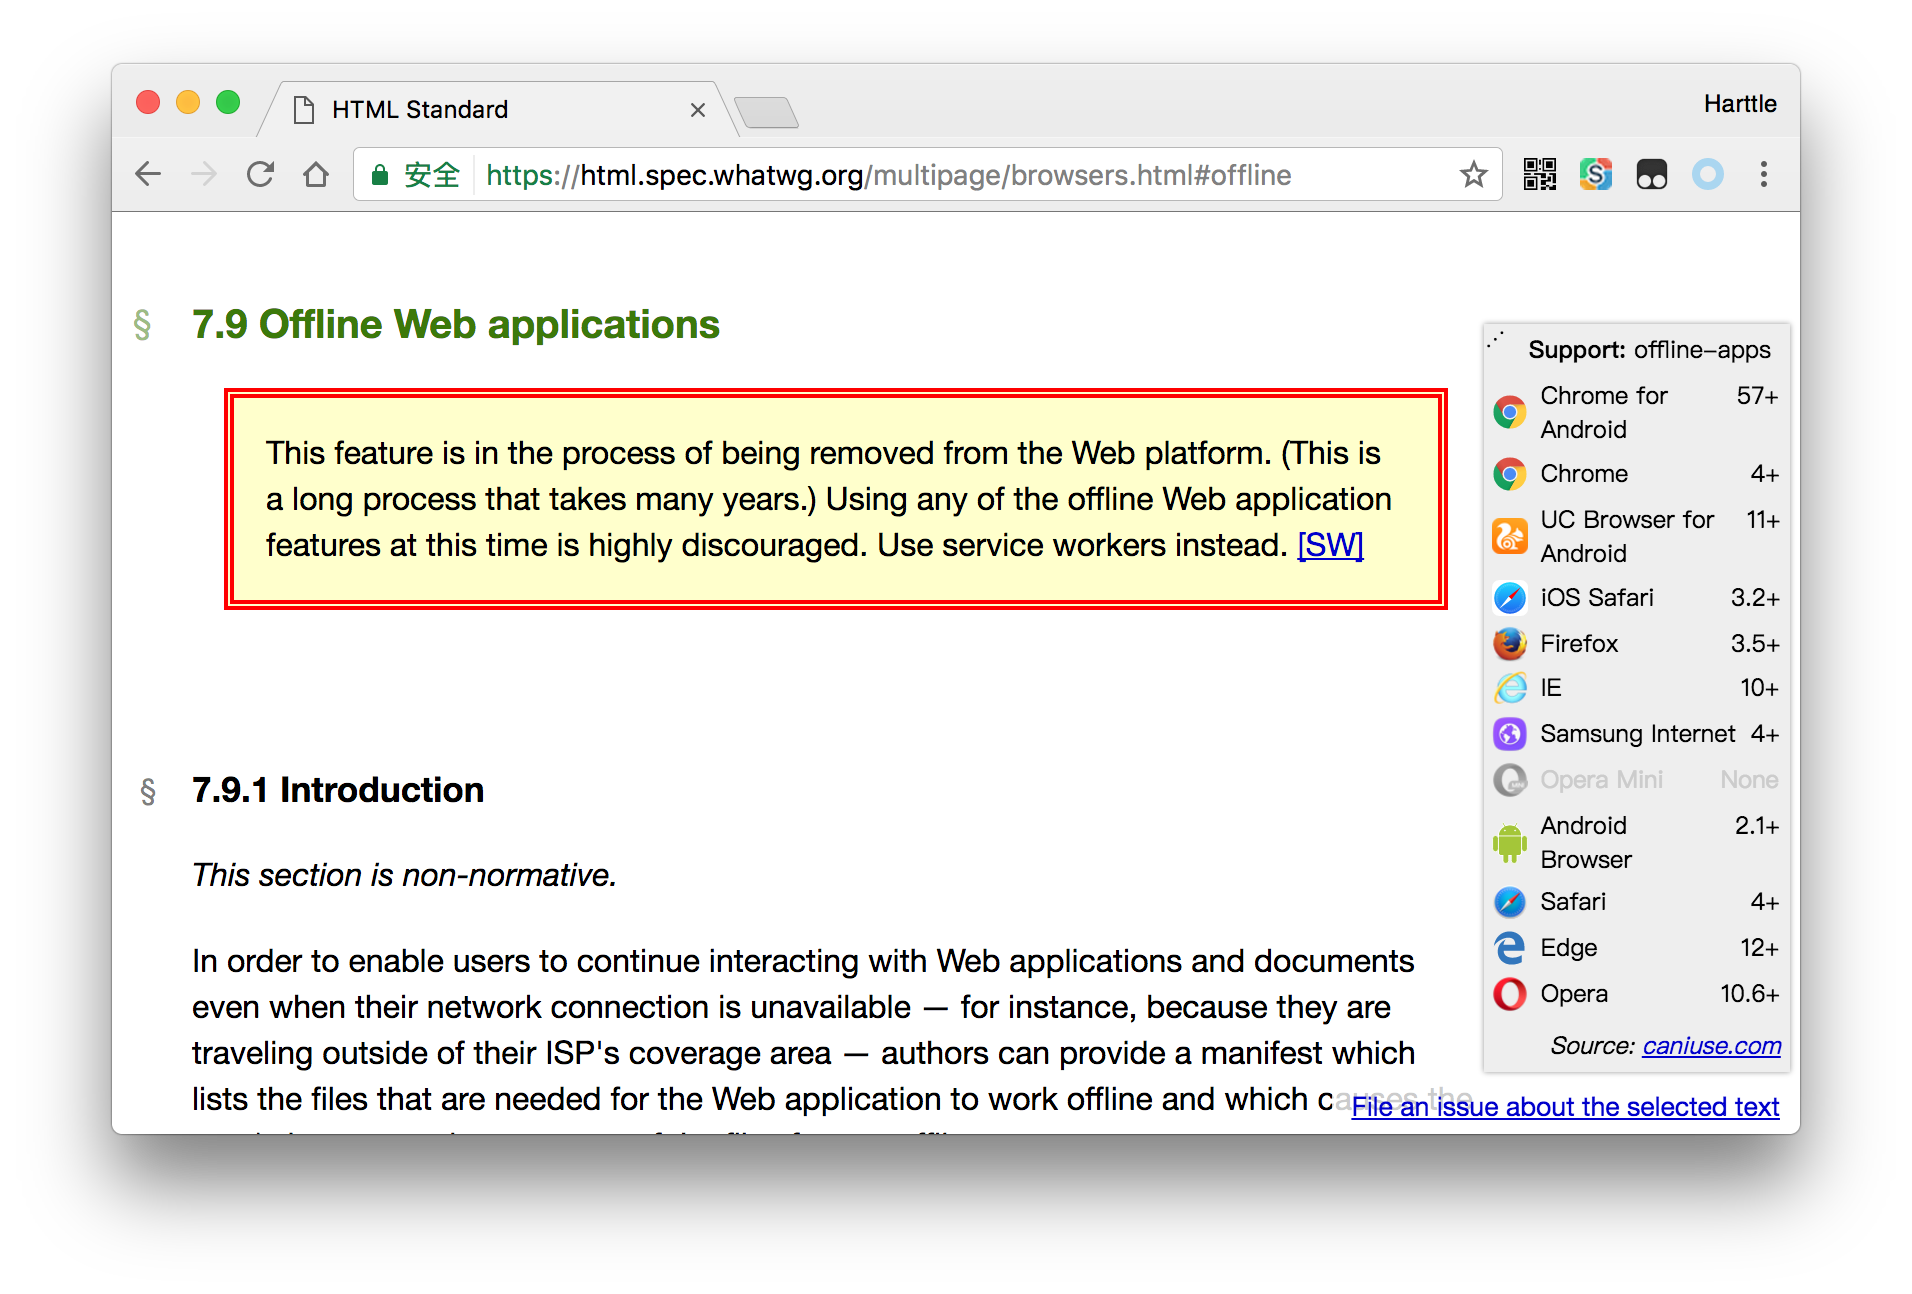 HTML Standard
Harttle
安全 https://html.spec.whatwg.org/multipage/browsers.html#offline
§ 7.9 Offline Web applications
This feature is in the process of being removed from the Web platform. (This is
a long process that takes many years.) Using any of the offline Web application
features at this time is highly discouraged. Use service workers instead. [SW]
§ 7.9.1 Introduction
This section is non-normative.
In order to enable users to continue interacting with Web applications and documents
even when their network connection is unavailable — for instance, because they are
traveling outside of their ISP's coverage area — authors can provide a manifest which
lists the files that are needed for the Web application to work offline and which causes the
Support: offline-apps
Chrome for 57+
Android
Chrome 4+
UC Browser for 11+
Android
iOS Safari 3.2+
Firefox 3.5+
IE 10+
Samsung Internet 4+
Opera Mini None
Android 2.1+
Browser
Safari 4+
Edge 12+
Opera 10.6+
Source: caniuse.com
File an issue about the selected text